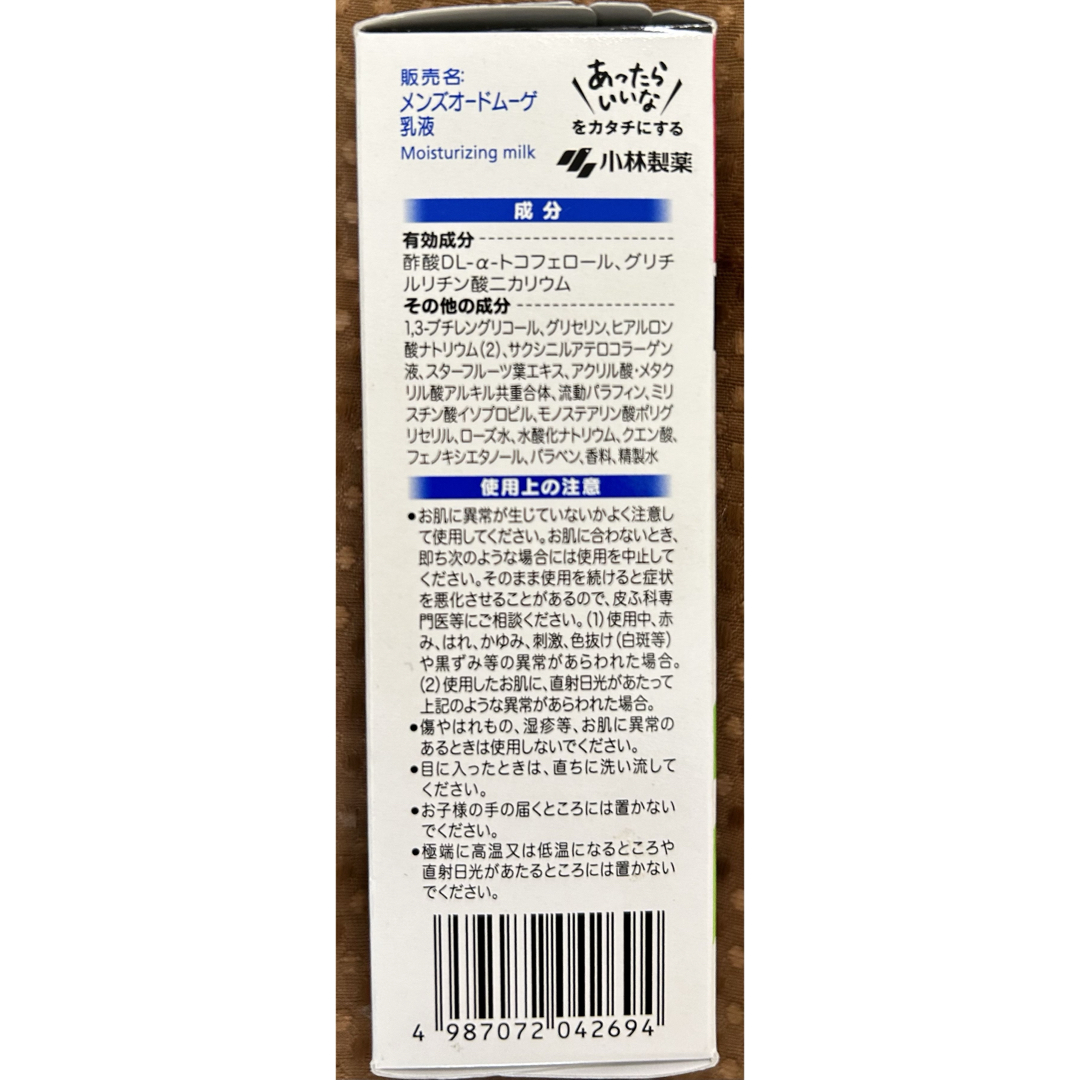 販売名:
メンズオードムーゲ
乳液
Moisturizing milk
あったら
いいな
をカタチにする
小林製薬
成分
有効成分
酢酸DL-α-トコフェロール、グリチ
ルリチン酸二カリウム
その他の成分
1,3-ブチレングリコール、グリセリン、ヒアルロン
酸ナトリウム(2)、サクシニルアテロコラーゲン
液、スターフルーツ葉エキス、アクリル酸・メタク
リル酸アルキル共重合体、流動パラフィン、ミリ
スチン酸イソプロピル、モノステアリン酸ポリグ
リセリル、ローズ水、水酸化ナトリウム、クエン酸、
フェノキシエタノール、パラベン、香料、精製水
使用上の注意
●お肌に異常が生じていないかよく注意し
て使用してください。お肌に合わないとき、
即ち次のような場合には使用を中止して
ください。そのまま使用を続けると症状
を悪化させることがあるので、皮ふ科専
門医等にご相談ください。(1)使用中、赤
み、はれ、かゆみ、刺激、色抜け(白斑等)
や黒ずみ等の異常があらわれた場合。
(2)使用したお肌に、直射日光があたって
上記のような異常があらわれた場合。
●傷やはれもの、湿疹等、お肌に異常の
あるときは使用しないでください。
●目に入ったときは、直ちに洗い流して
ください。
●お子様の手の届くところには置かない
でください。
●極端に高温又は低温になるところや
直射日光があたるところには置かない
でください。
4 987072 042694